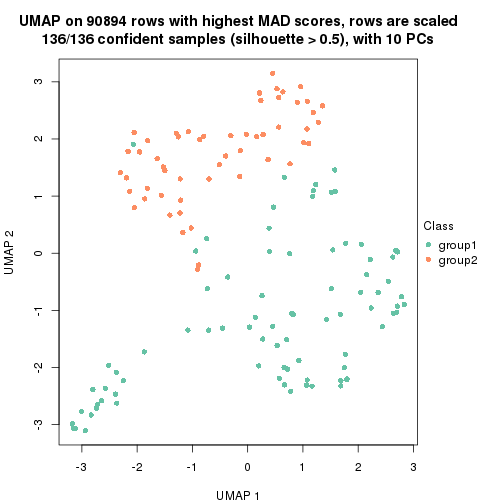 UMAP on 90894 rows with highest MAD scores, rows are scaled
136/136 confident samples (silhouette > 0.5), with 10 PCs
3
2
1
0
-1
-2
-3
UMAP 2
-3 -2 -1 0 1 2 3
UMAP 1
Class
group1
group2